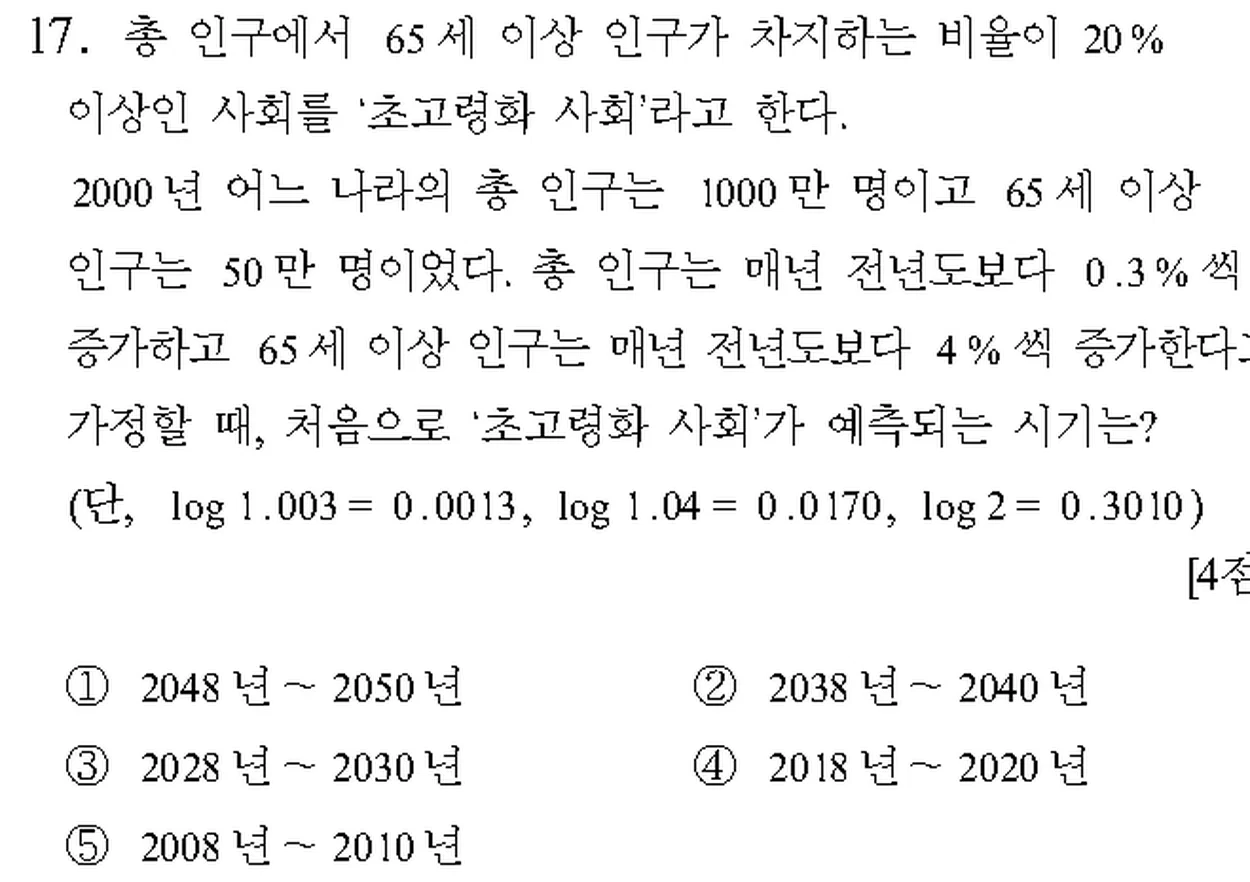 17. 총 인구에서 65세 이상 인구가 차지하는 비율이 20%
이상인 사회를 ‘초고령화 사회’라고 한다.
2000년 어느 나라의 총 인구는 1000만 명이고 65세 이상
인구는 50만 명이었다. 총 인구는 매년 전년도보다 0.3%씩
증가하고 65세 이상 인구는 매년 전년도보다 4%씩 증가한다고
가정할 때, 처음으로 ‘초고령화 사회’가 예측되는 시기는?
(단, log 1.003 = 0.0013, log 1.04 = 0.0170, log 2 = 0.3010)
[4점
① 2048년 ~ 2050년 ② 2038년 ~ 2040년
③ 2028년 ~ 2030년 ④ 2018년 ~ 2020년
⑤ 2008년 ~ 2010년